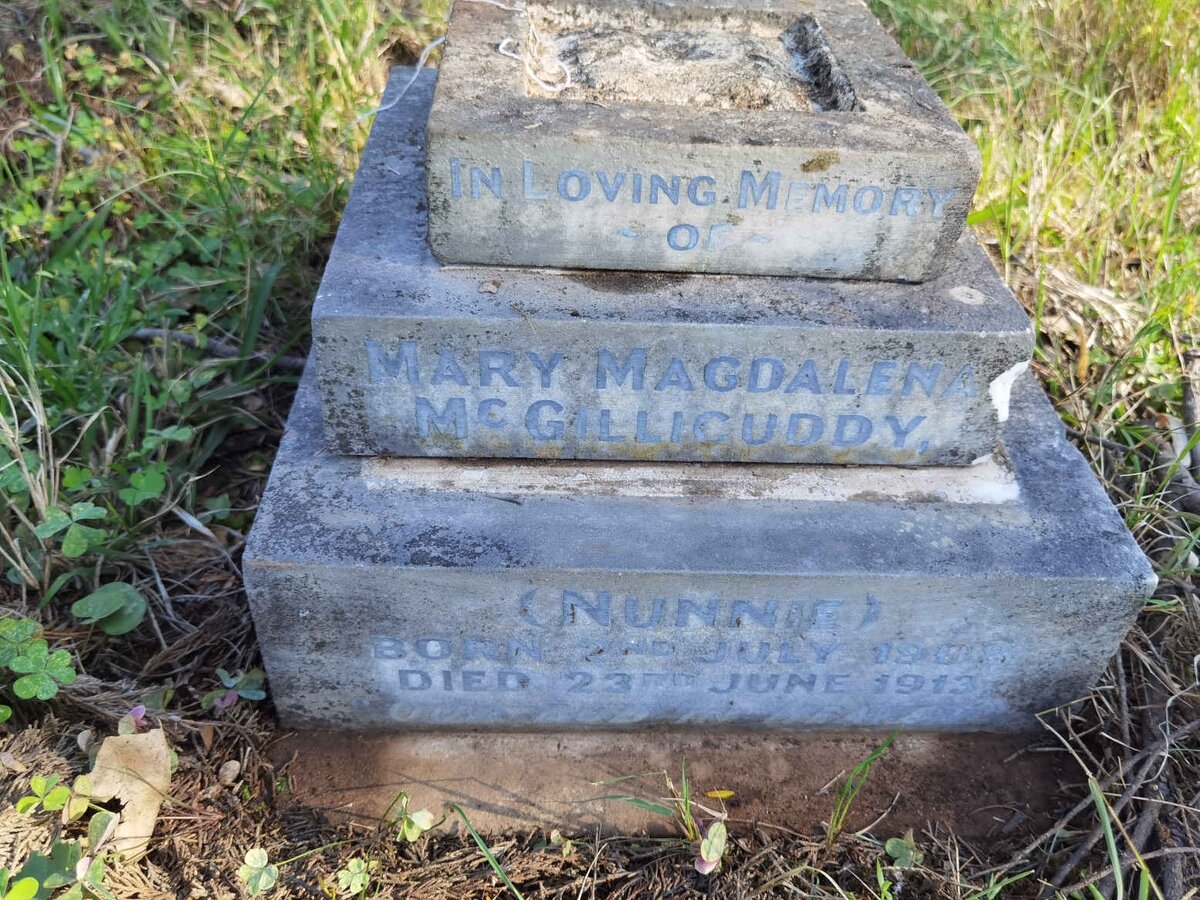 IN LOVING MEMORY
~ OF ~
MARY MAGDALENA
McGILLICUDDY,
(NUNNIE)
BORN 2ND JULY
DIED 23RD JUNE 1913